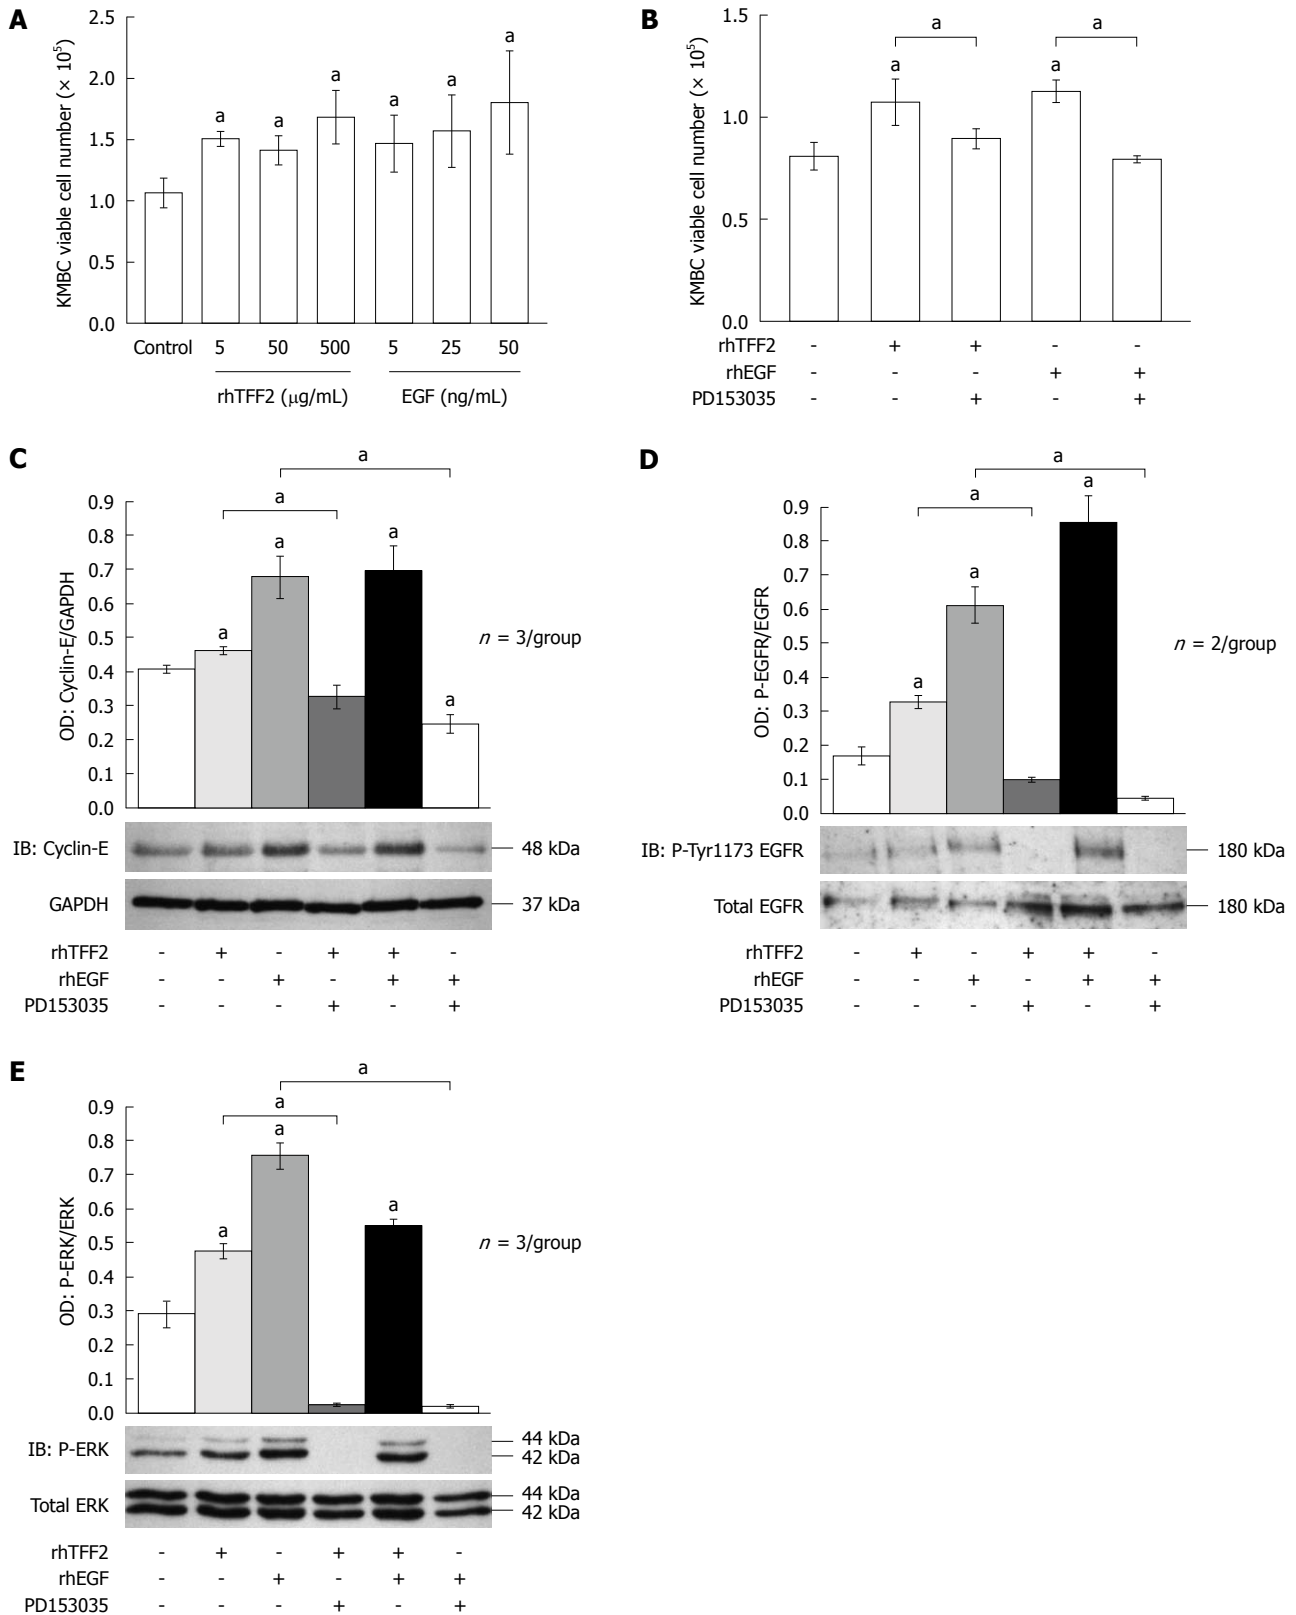 A
KMBC viable cell number (× 10⁵)
2.5
2.0
1.5
1.0
0.5
0.0
a a a a a a
Control 5 50 500 5 25 50
rhTFF2 (μg/mL) EGF (ng/mL)
B
KMBC viable cell number (× 10⁵)
1.5
1.0
0.5
0.0
a a
a a
rhTFF2 - + + - -
rhEGF - - - + +
PD153035 - - + - +
C
OD: Cyclin-E/GAPDH
0.9
0.8
0.7
0.6
0.5
0.4
0.3
0.2
0.1
0.0
a
a
a a a a
n = 3/group
IB: Cyclin-E 48 kDa
GAPDH 37 kDa
rhTFF2 - + - + + -
rhEGF - - + - + +
PD153035 - - - + - +
D
OD: P-EGFR/EGFR
0.9
0.8
0.7
0.6
0.5
0.4
0.3
0.2
0.1
0.0
a
a
a a a
n = 2/group
IB: P-Tyr1173 EGFR 180 kDa
Total EGFR 180 kDa
rhTFF2 - + - + + -
rhEGF - - + - + +
PD153035 - - - + - +
E
OD: P-ERK/ERK
0.9
0.8
0.7
0.6
0.5
0.4
0.3
0.2
0.1
0.0
a
a
a a a
n = 3/group
IB: P-ERK 44 kDa
42 kDa
Total ERK 44 kDa
42 kDa
rhTFF2 - + - + + -
rhEGF - - + - + +
PD153035 - - - + - +